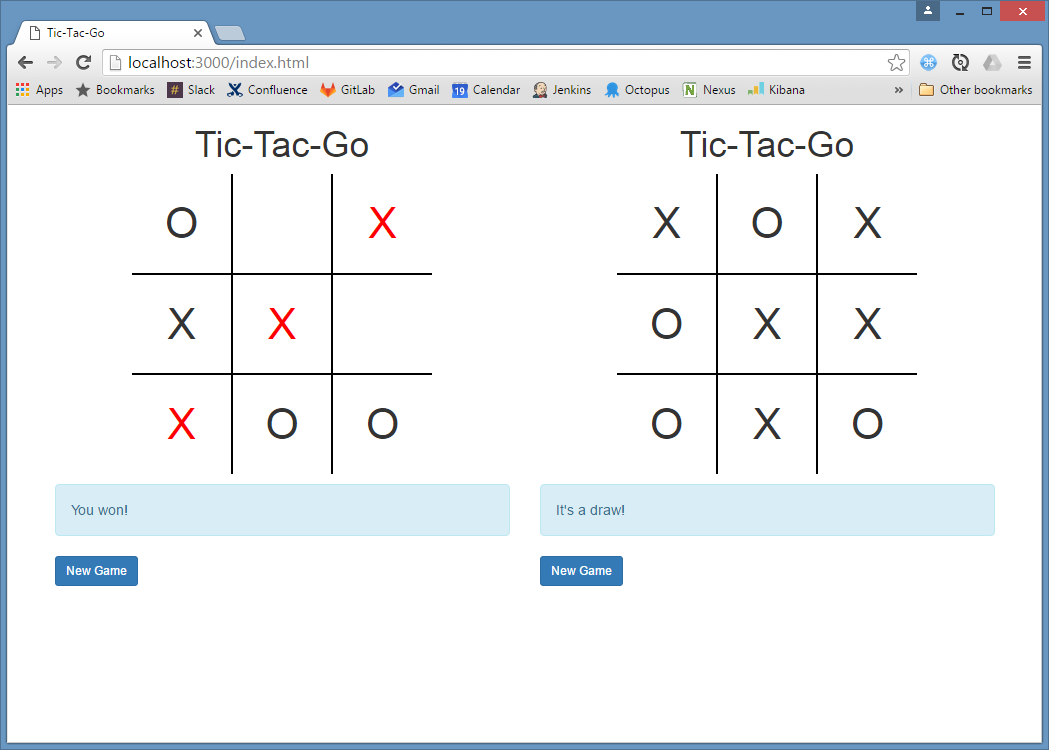 Tic-Tac-Go
localhost:3000/index.html
Apps Bookmarks # Slack Confluence GitLab Gmail 19 Calendar Jenkins Octopus N Nexus Kibana » Other bookmarks
Tic-Tac-Go
O X
X X
X O O
You won!
New Game
Tic-Tac-Go
X O X
O X X
O X O
It's a draw!
New Game